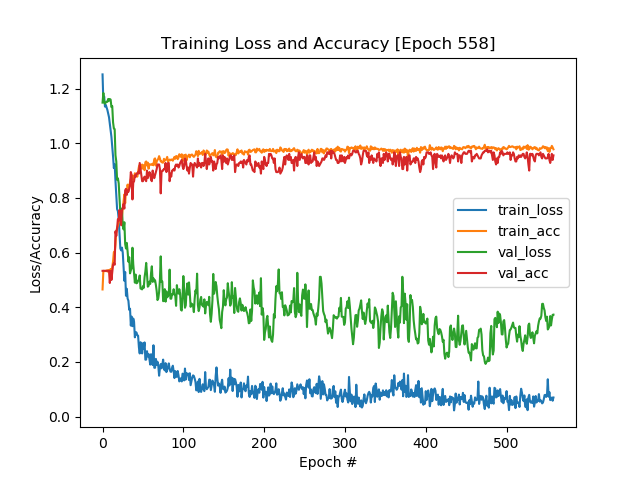 Training Loss and Accuracy [Epoch 558]
Loss/Accuracy
1.2
1.0
0.8
0.6
0.4
0.2
0.0
train_loss
train_acc
val_loss
val_acc
0 100 200 300 400 500
Epoch #